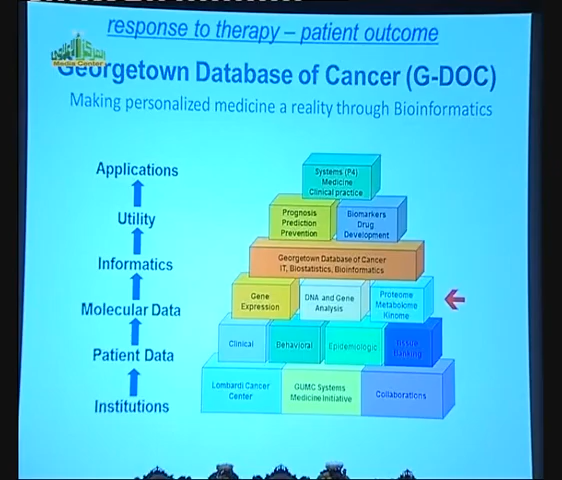 response to therapy – patient outcome
Media Center
Georgetown Database of Cancer (G-DOC)
Making personalized medicine a reality through Bioinformatics
Applications
Systems (P4)
Medicine
Clinical practice
Utility
Prognosis
Prediction
Prevention
Biomarkers
Drug
Development
Informatics
Georgetown Database of Cancer
IT, Biostatistics, Bioinformatics
Molecular Data
Gene
Expression
DNA and Gene
Analysis
Proteome
Metabolome
Kinome
Patient Data
Clinical
Behavioral
Epidemiologic
Tissue
Banking
Institutions
Lombardi Cancer
Center
GUMC Systems
Medicine Initiative
Collaborations